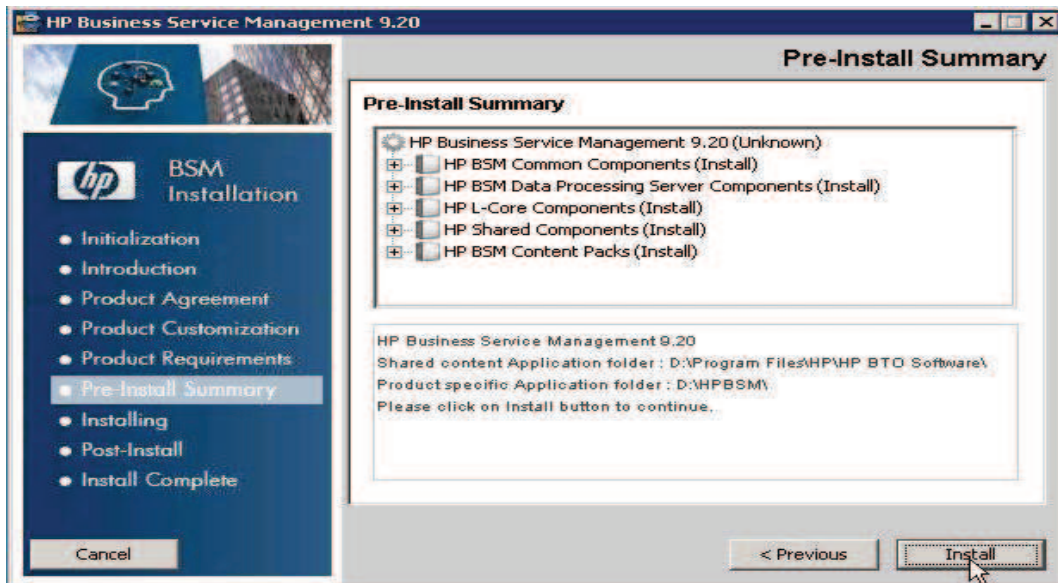 HP Business Service Management 9.20
Pre-Install Summary
hp
BSM
Installation
Initialization
Introduction
Product Agreement
Product Customization
Product Requirements
Pre-Install Summary
Installing
Post-Install
Install Complete
Cancel
Pre-Install Summary
HP Business Service Management 9.20 (Unknown)
HP BSM Common Components (Install)
HP BSM Data Processing Server Components (Install)
HP L-Core Components (Install)
HP Shared Components (Install)
HP BSM Content Packs (Install)
HP Business Service Management 9.20
Shared content Application folder : D:\Program Files\HP\HP BTO Software\
Product specific Application folder : D:\HPBSM\
Please click on Install button to continue.
< Previous
Install